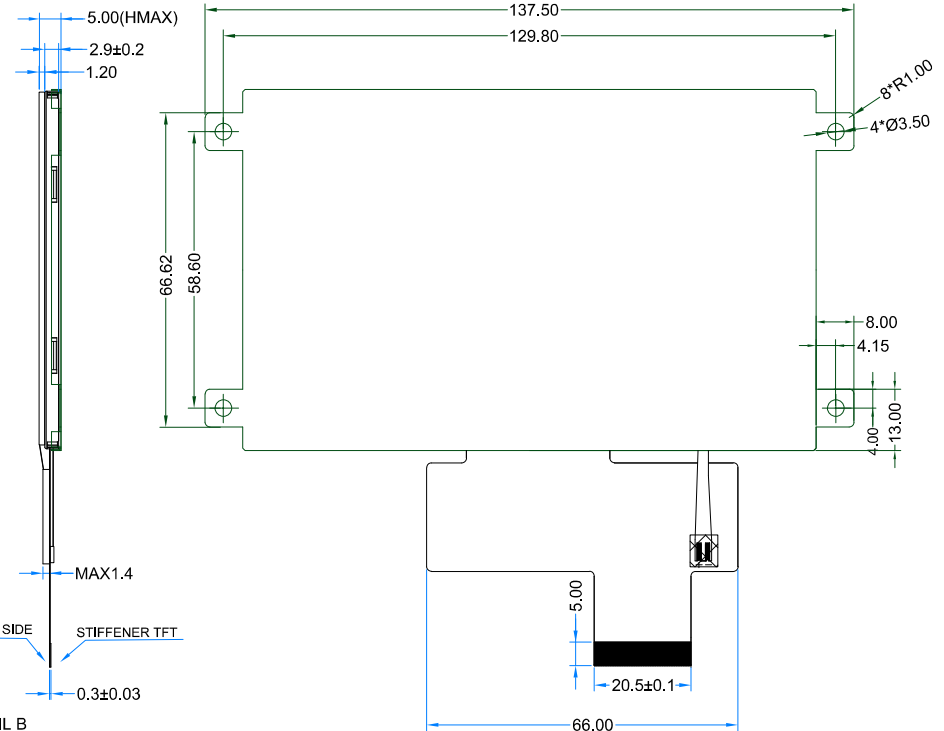 137.50
5.00(HMAX)
129.80
2.9±0.2
1.20
8*R1.00
4*Ø3.50
66.62
58.60
8.00
4.15
4.00
13.00
MAX1.4
5.00
SIDE
STIFFENER TFT
20.5±0.1
0.3±0.03
66.00
IL B